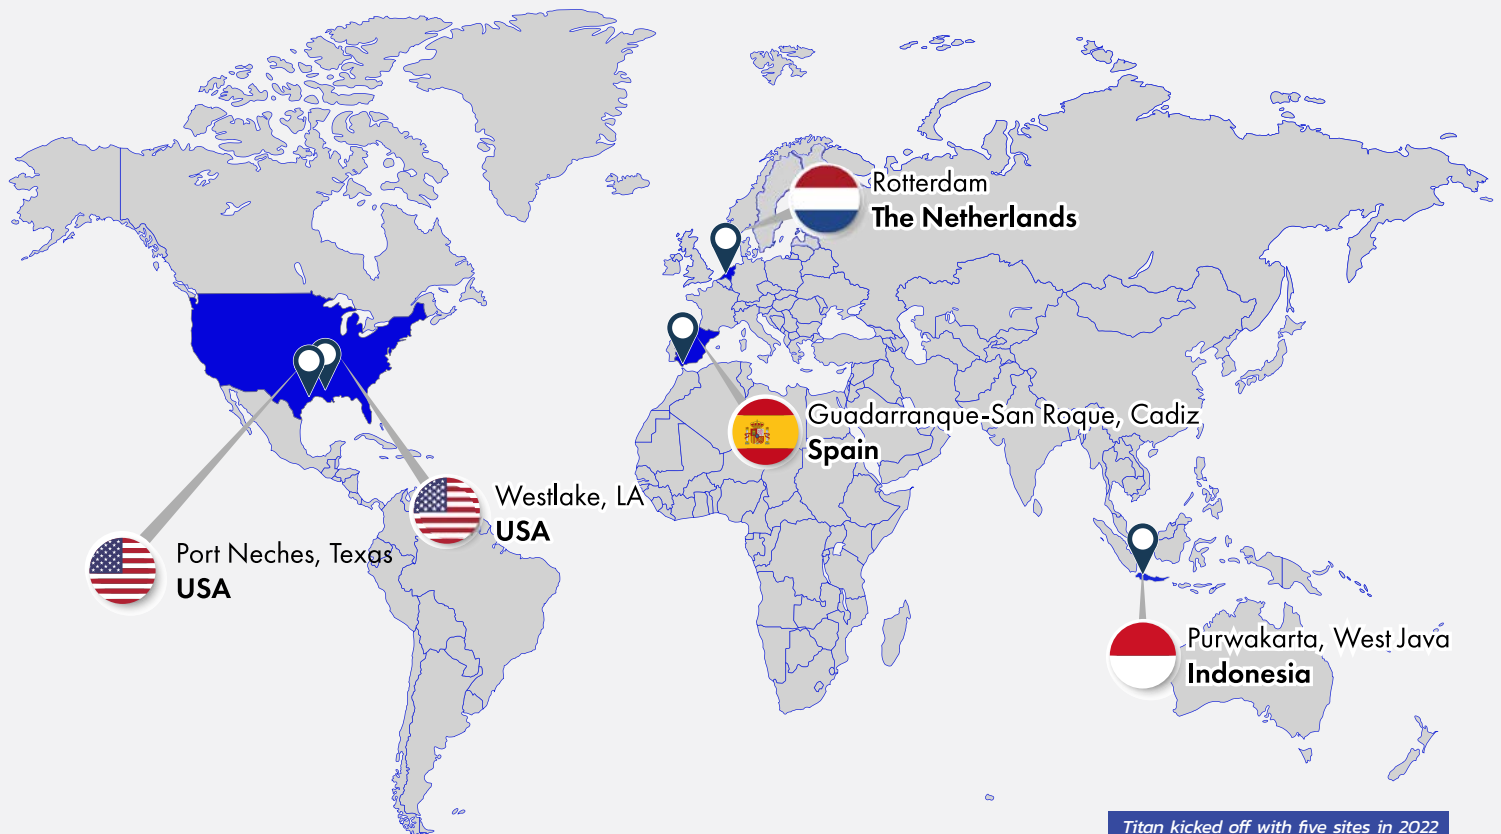 Rotterdam
The Netherlands
Guadarranque-San Roque, Cadiz
Spain
Westlake, LA
USA
Port Neches, Texas
USA
Purwakarta, West Java
Indonesia
Titan kicked off with five sites in 2022